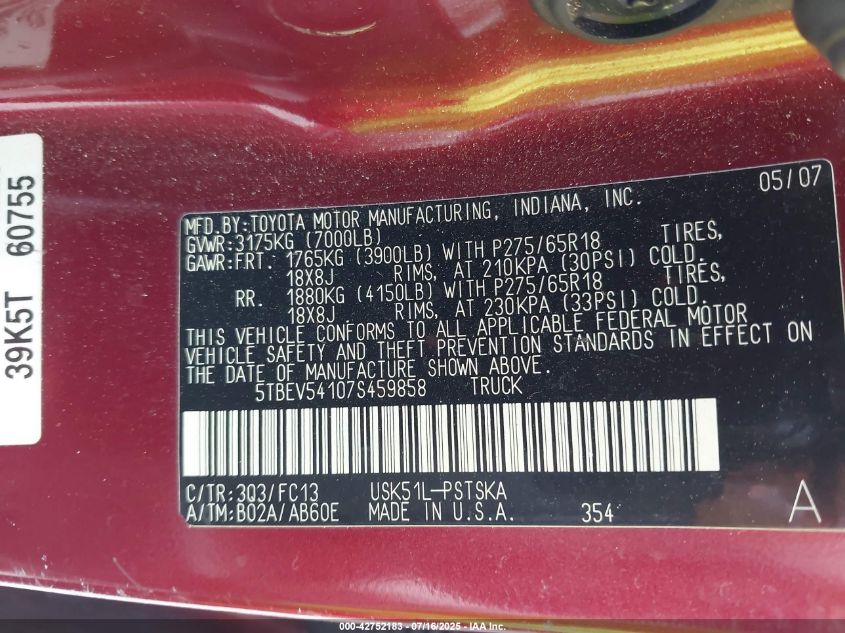 39K5T 60755
05/07
MFD.BY:TOYOTA MOTOR MANUFACTURING, INDIANA, INC.
GVWR:3175KG (7000LB)
GAWR:FRT. 1765KG (3900LB) WITH P275/65R18 TIRES,
18X8J RIMS, AT 210KPA (30PSI) COLD.
RR. 1880KG (4150LB) WITH P275/65R18 TIRES,
18X8J RIMS, AT 230KPA (33PSI) COLD.
THIS VEHICLE CONFORMS TO ALL APPLICABLE FEDERAL MOTOR
VEHICLE SAFETY AND THEFT PREVENTION STANDARDS IN EFFECT ON
THE DATE OF MANUFACTURE SHOWN ABOVE.
5TBEV54107S459858 TRUCK
C/TR:3Q3/FC13 USK51L-PSTSKA
A/TM:B02A/AB60E MADE IN U.S.A. 354 A
000-42752183 - 07/16/2025 - © IAA Inc.